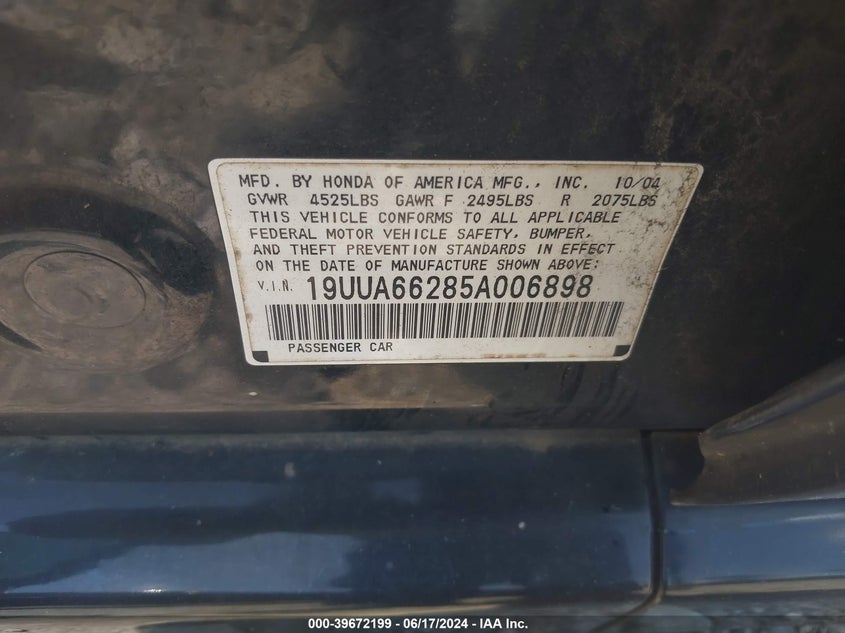 MFD. BY HONDA OF AMERICA MFG., INC. 10/04
GVWR 4525LBS GAWR F 2495LBS R 2075LBS
THIS VEHICLE CONFORMS TO ALL APPLICABLE
FEDERAL MOTOR VEHICLE SAFETY, BUMPER,
AND THEFT PREVENTION STANDARDS IN EFFECT
ON THE DATE OF MANUFACTURE SHOWN ABOVE:
V.I.N. 19UUA66285A006898
PASSENGER CAR
000-39672199 - 06/17/2024 - IAA Inc.